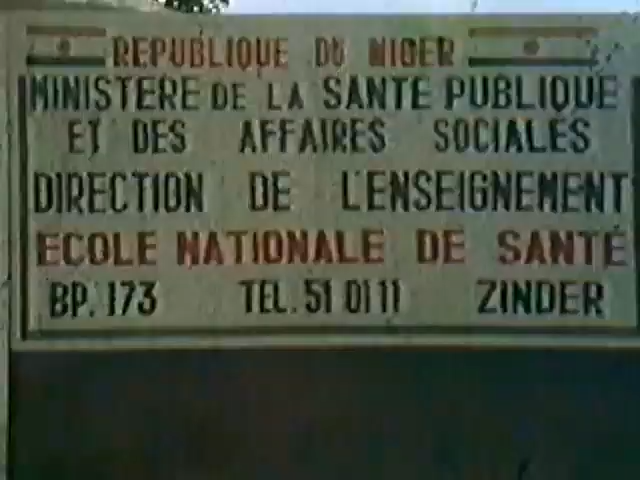 REPUBLIQUE DU NIGER
MINISTERE DE LA SANTE PUBLIQUE
ET DES AFFAIRES SOCIALES
DIRECTION DE L'ENSEIGNEMENT
ECOLE NATIONALE DE SANTÉ
BP. 173 TEL. 51 01 11 ZINDER